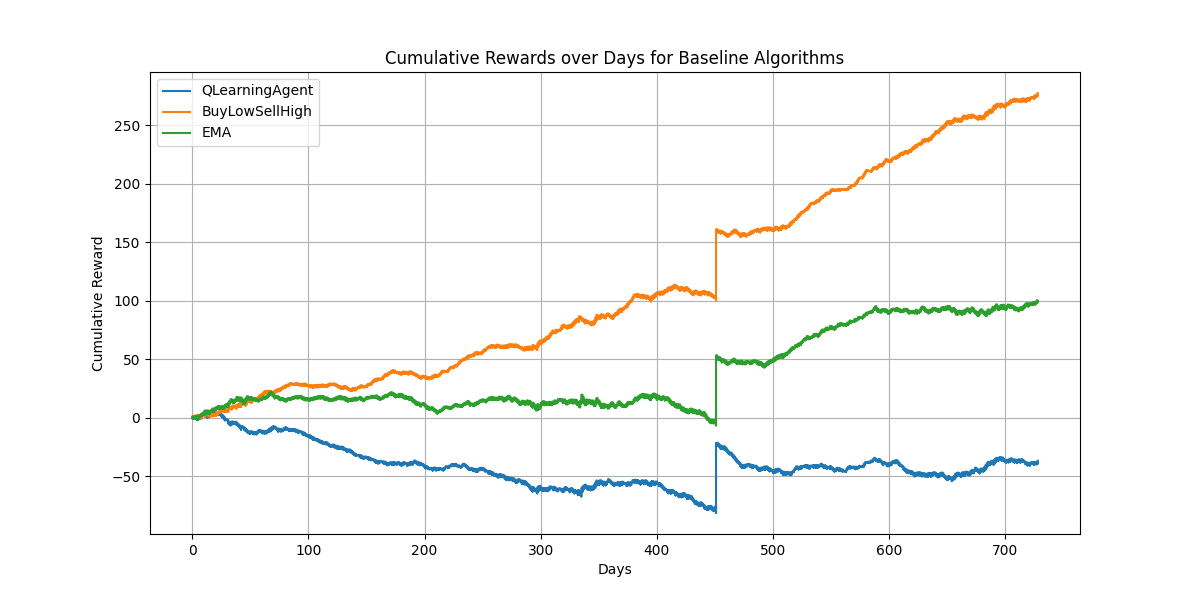 Cumulative Rewards over Days for Baseline Algorithms
QLearningAgent
BuyLowSellHigh
EMA
Cumulative Reward
250
200
150
100
50
0
−50
0 100 200 300 400 500 600 700
Days